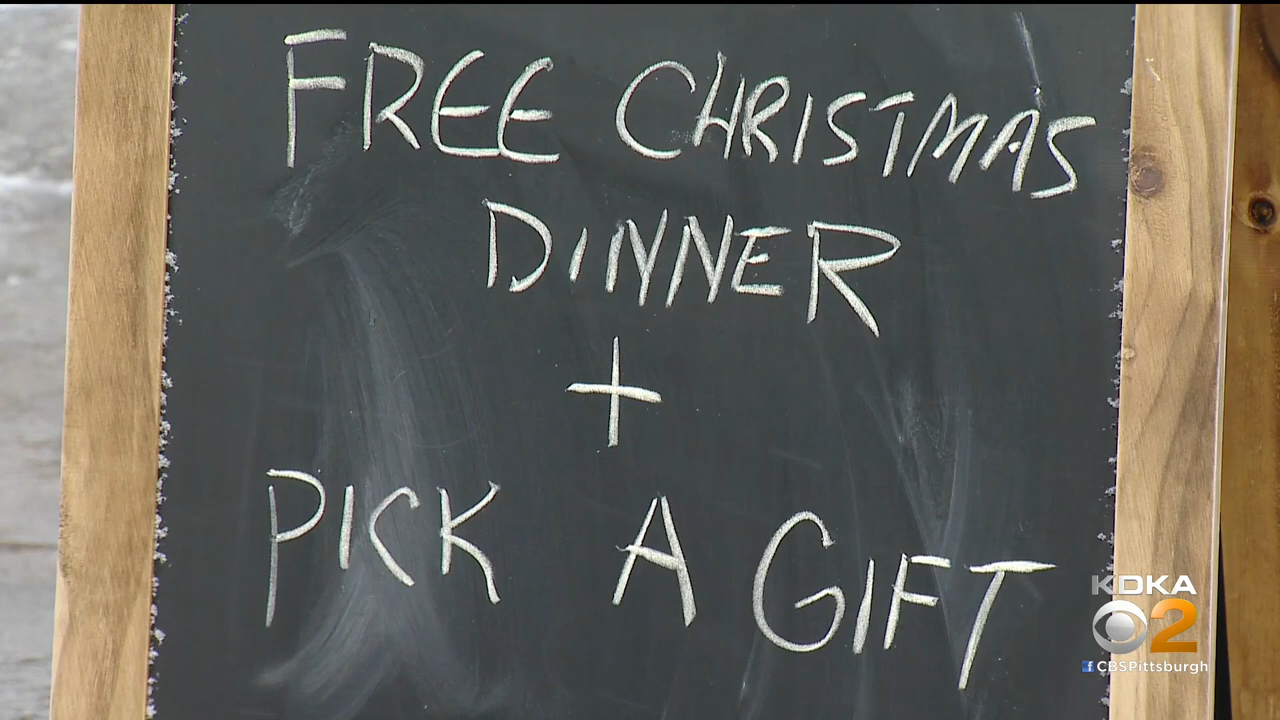 FREE CHRISTMAS
DINNER
+
PICK A GIFT
KDKA
2
f CBSPittsburgh